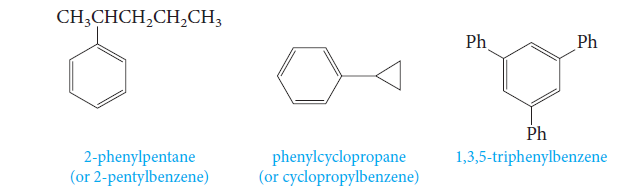 CH₃CHCH₂CH₂CH₃
Ph Ph
Ph
2-phenylpentane
(or 2-pentylbenzene)
phenylcyclopropane
(or cyclopropylbenzene)
1,3,5-triphenylbenzene